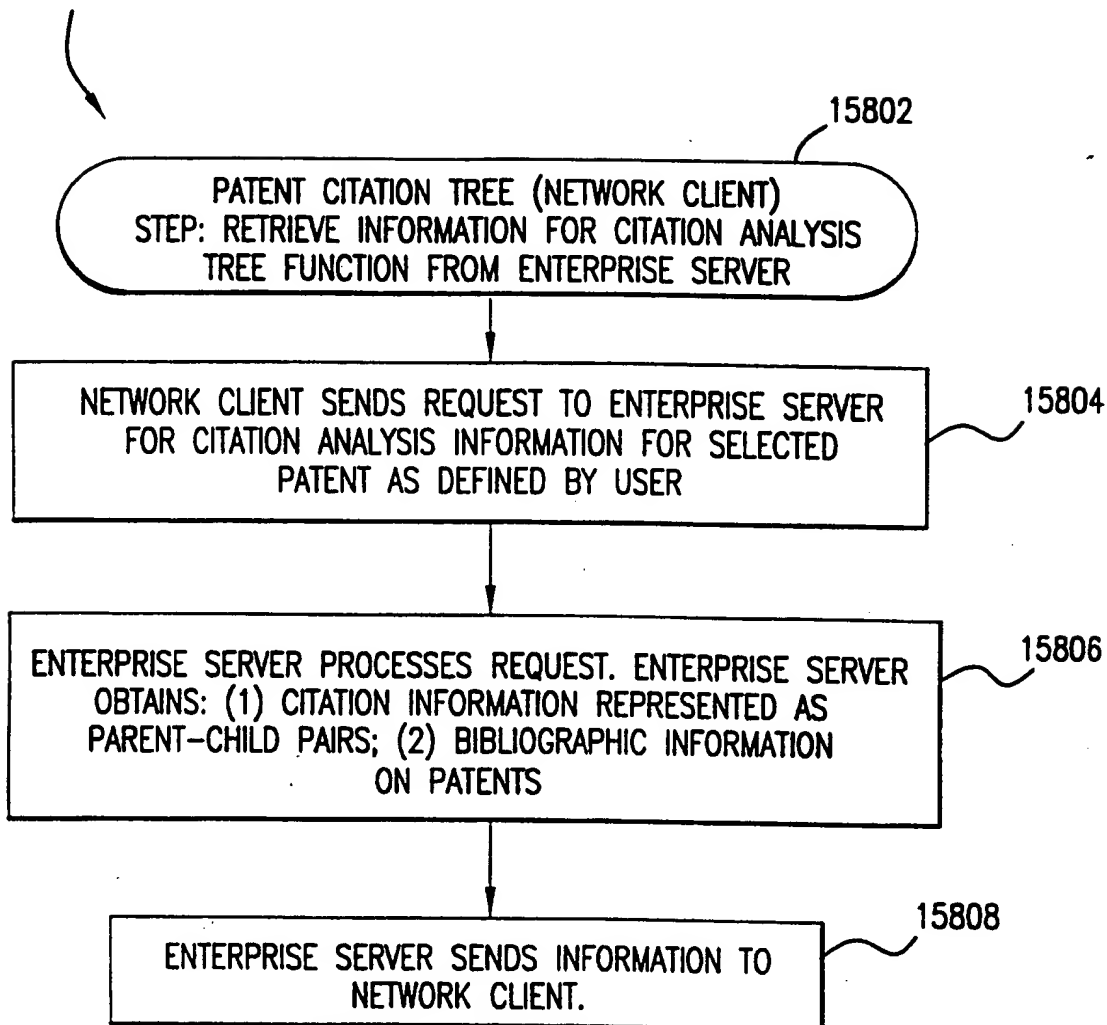 15802
PATENT CITATION TREE (NETWORK CLIENT)
STEP: RETRIEVE INFORMATION FOR CITATION ANALYSIS
TREE FUNCTION FROM ENTERPRISE SERVER
NETWORK CLIENT SENDS REQUEST TO ENTERPRISE SERVER
FOR CITATION ANALYSIS INFORMATION FOR SELECTED
PATENT AS DEFINED BY USER
15804
ENTERPRISE SERVER PROCESSES REQUEST. ENTERPRISE SERVER
OBTAINS: (1) CITATION INFORMATION REPRESENTED AS
PARENT-CHILD PAIRS; (2) BIBLIOGRAPHIC INFORMATION
ON PATENTS
15806
ENTERPRISE SERVER SENDS INFORMATION TO
NETWORK CLIENT.
15808